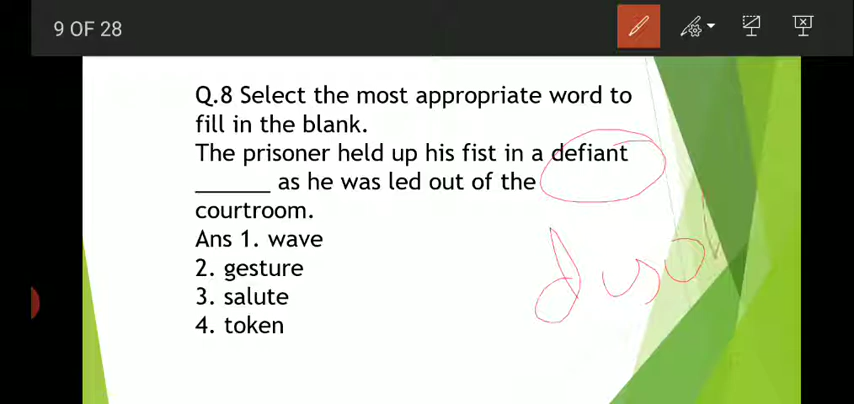 9 OF 28
Q.8 Select the most appropriate word to
fill in the blank.
The prisoner held up his fist in a defiant
______ as he was led out of the
courtroom.
Ans 1. wave
2. gesture
3. salute
4. token